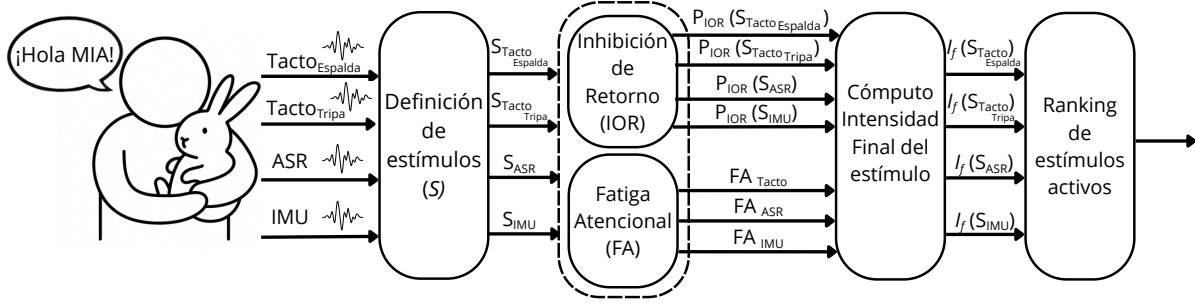 ¡Hola MIA!
Tacto Espalda
Tacto Tripa
ASR
IMU
Definición
de
estímulos
(S)
S Tacto Espalda
S Tacto Tripa
S ASR
S IMU
Inhibición
de
Retorno
(IOR)
Fatiga
Atencional
(FA)
P IOR (S Tacto Espalda)
P IOR (S Tacto Tripa)
P IOR (S ASR)
P IOR (S IMU)
FA Tacto
FA ASR
FA IMU
Cómputo
Intensidad
Final del
estímulo
I f (S Tacto Espalda)
I f (S Tacto Tripa)
I f (S ASR)
I f (S IMU)
Ranking
de
estímulos
activos